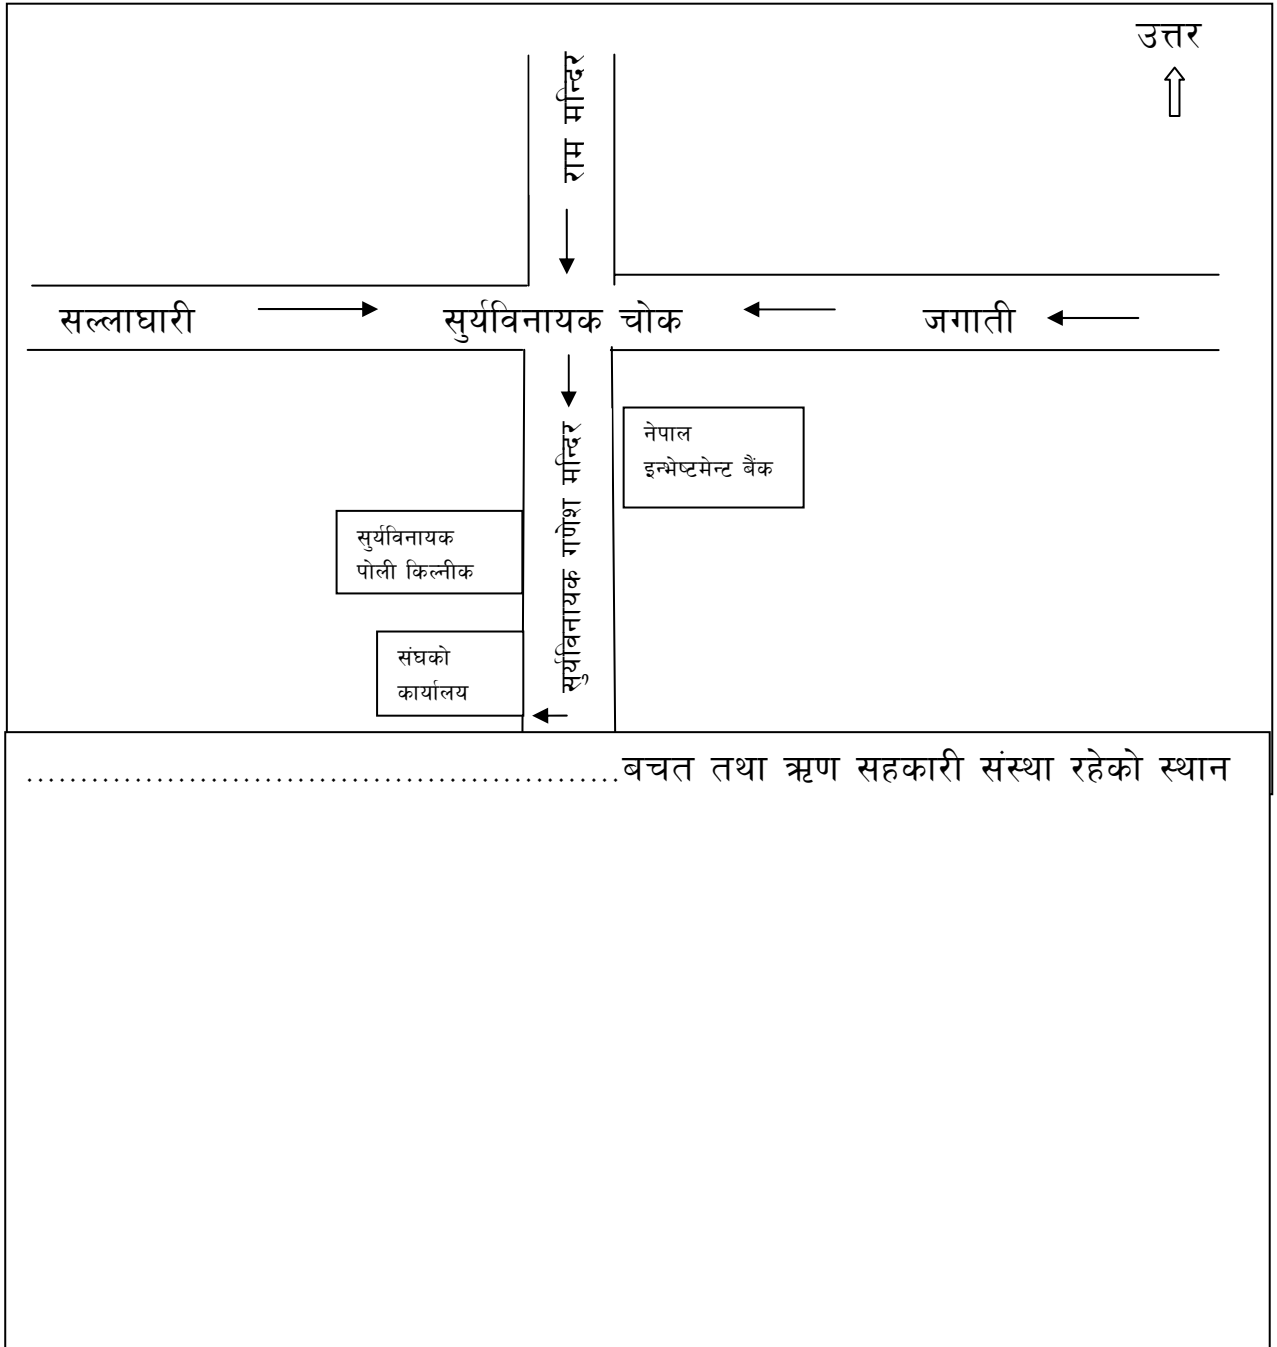 उत्तर
राम मन्दिर
सल्लाघारी
सुर्यविनायक चोक
जगाती
नेपाल
इन्भेष्टमेन्ट बैंक
सुर्यविनायक गणेश मन्दिर
सुर्यविनायक
पोली किल्नीक
संघको
कार्यालय
..................................................बचत तथा ऋण सहकारी संस्था रहेको स्थान